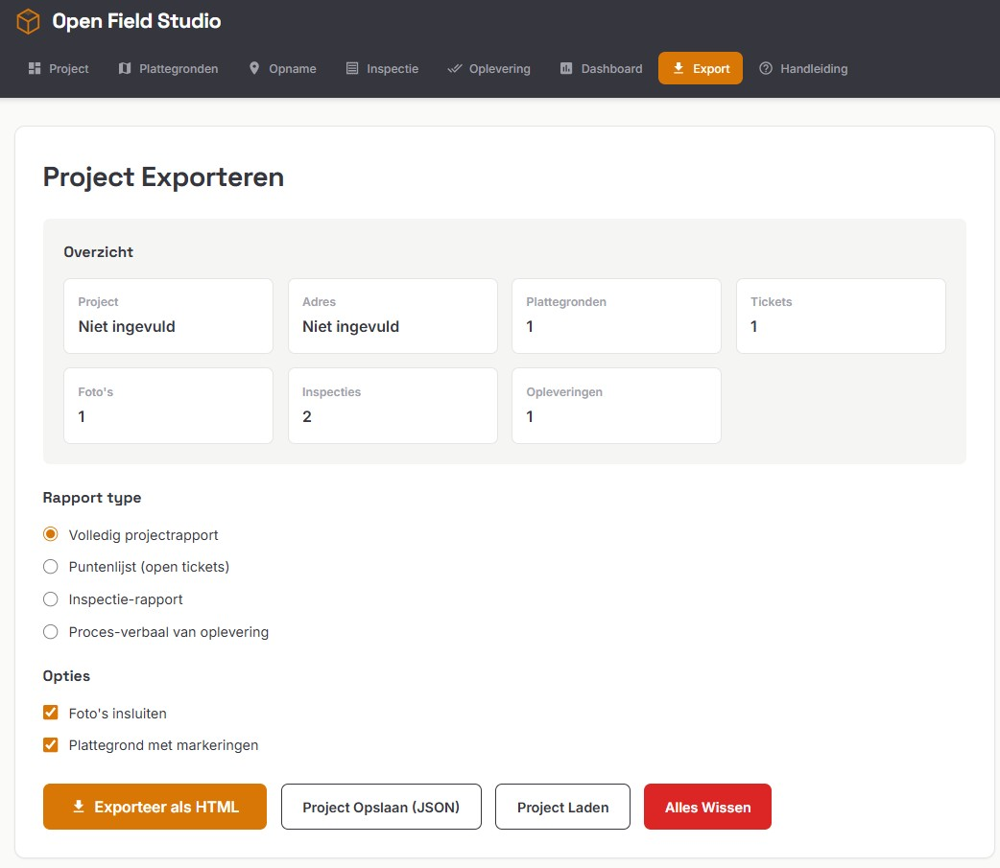 Open Field Studio
Project Plattegronden Opname Inspectie Oplevering Dashboard Export Handleiding
Project Exporteren
Overzicht
Project Adres Plattegronden Tickets
Niet ingevuld Niet ingevuld 1 1
Foto's Inspecties Opleveringen
1 2 1
Rapport type
Volledig projectrapport
Puntenlijst (open tickets)
Inspectie-rapport
Proces-verbaal van oplevering
Opties
Foto's insluiten
Plattegrond met markeringen
Exporteer als HTML Project Opslaan (JSON) Project Laden Alles Wissen